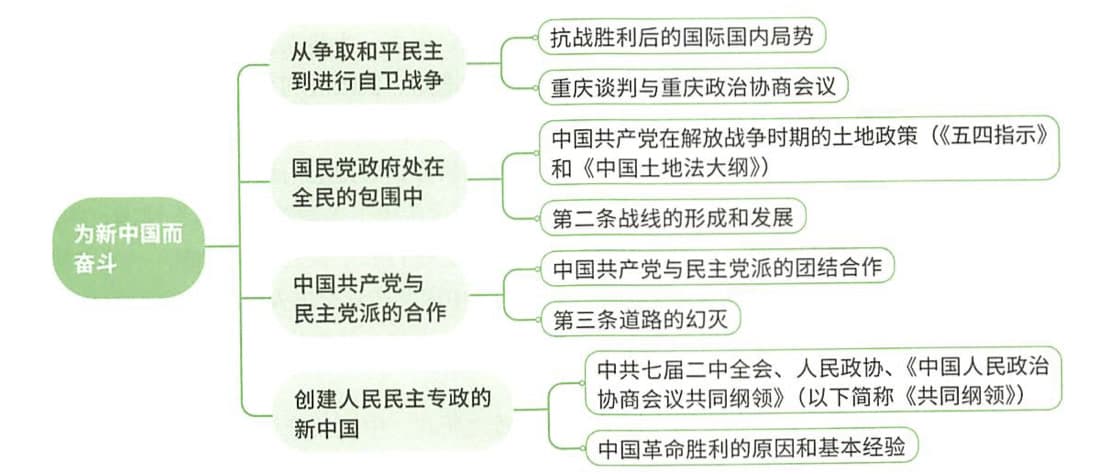 为新中国而
奋斗
从争取和平民主
到进行自卫战争
抗战胜利后的国际国内局势
重庆谈判与重庆政治协商会议
国民党政府处在
全民的包围中
中国共产党在解放战争时期的土地政策（《五四指示》
和《中国土地法大纲》）
第二条战线的形成和发展
中国共产党与
民主党派的合作
中国共产党与民主党派的团结合作
第三条道路的幻灭
创建人民民主专政的
新中国
中共七届二中全会、人民政协、《中国人民政治
协商会议共同纲领》（以下简称《共同纲领》）
中国革命胜利的原因和基本经验